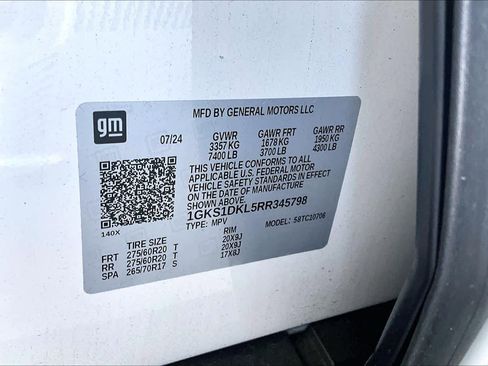 MFD BY GENERAL MOTORS LLC
gm
07/24 GVWR GAWR FRT GAWR RR
3357 KG 1678 KG 1950 KG
7400 LB 3700 LB 4300 LB
THIS VEHICLE CONFORMS TO ALL
APPLICABLE U.S. FEDERAL MOTOR
VEHICLE SAFETY STANDARDS IN EFFECT
ON THE DATE OF MANUFACTURE
SHOWN ABOVE.
1GKS1DKL5RR345798
TYPE: MPV MODEL: 58TC10706
140X
TIRE SIZE RIM
FRT 275/60R20 T 20X9J
RR 275/60R20 T 20X9J
SPA 265/70R17 S 17X8J